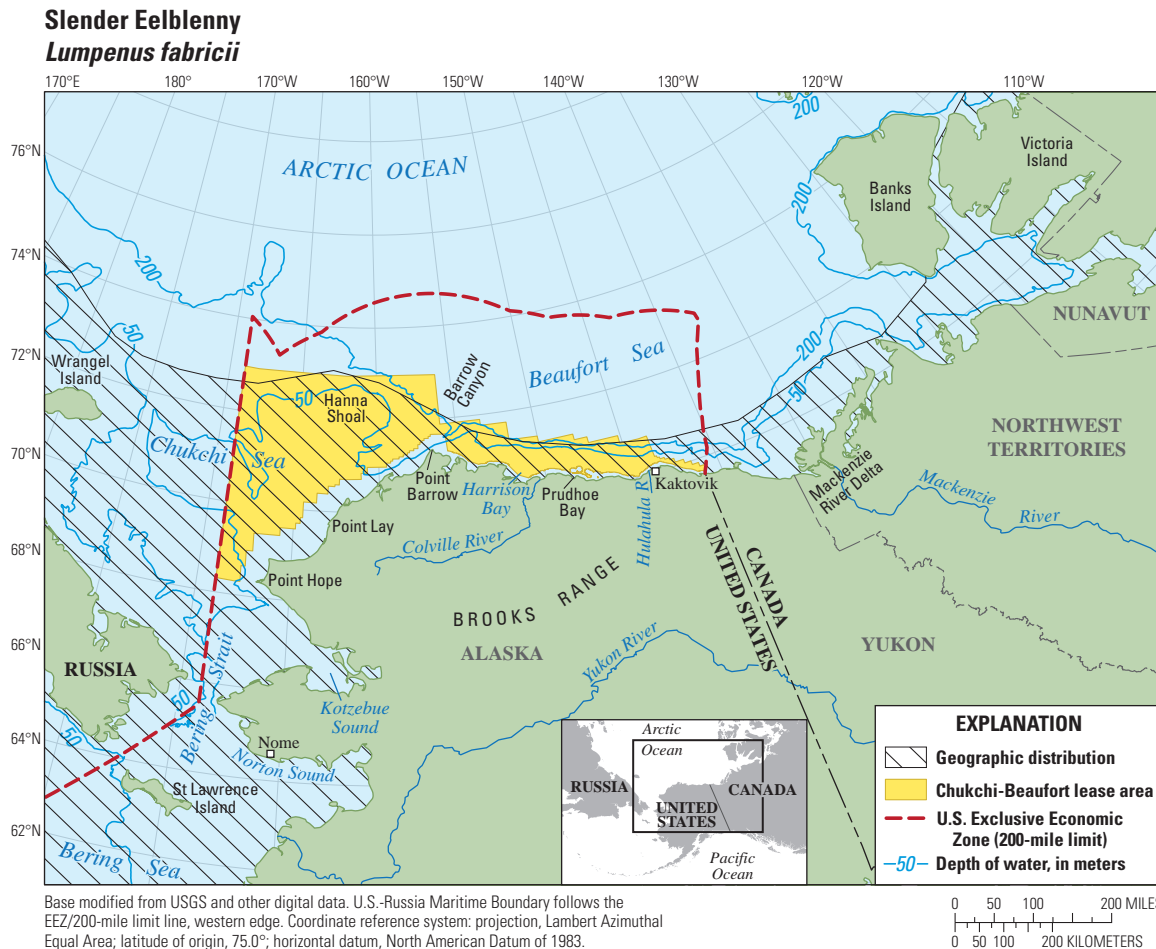 Slender Eelblenny
Lumpenus fabricii
170°E
180°
170°W
160°W
150°W
140°W
130°W
120°W
110°W
76°N
74°N
72°N
70°N
68°N
66°N
64°N
62°N
ARCTIC OCEAN
200
Victoria
Island
Banks
Island
200
200
NUNAVUT
50
Wrangel
Island
Beaufort Sea
Barrow
Canyon
200
50
50
Hanna
Shoal
Chukchi Sea
NORTHWEST
TERRITORIES
Point
Barrow
Harrison
Bay
Prudhoe
Bay
Kaktovik
Hulahula R
Mackenzie
River Delta
Mackenzie
River
Point Lay
Colville River
Point Hope
CANADA
UNITED STATES
BROOKS RANGE
ALASKA
YUKON
Yukon River
RUSSIA
Bering Strait
50
Kotzebue
Sound
50
Nome
Norton Sound
St Lawrence
Island
Bering Sea
Arctic
Ocean
RUSSIA
CANADA
UNITED
STATES
Pacific
Ocean
EXPLANATION
Geographic distribution
Chukchi-Beaufort lease area
U.S. Exclusive Economic
Zone (200-mile limit)
50
Depth of water, in meters
Base modified from USGS and other digital data. U.S.-Russia Maritime Boundary follows the
EEZ/200-mile limit line, western edge. Coordinate reference system: projection, Lambert Azimuthal
Equal Area; latitude of origin, 75.0°; horizontal datum, North American Datum of 1983.
0 50 100 200 MILES
0 50 100 200 KILOMETERS